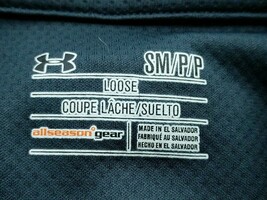 SM/P/P
LOOSE
COUPE LÂCHE/SUELTO
allseason gear
MADE IN EL SALVADOR
FABRIQUÉ AU SALVADOR
HECHO EN EL SALVADOR